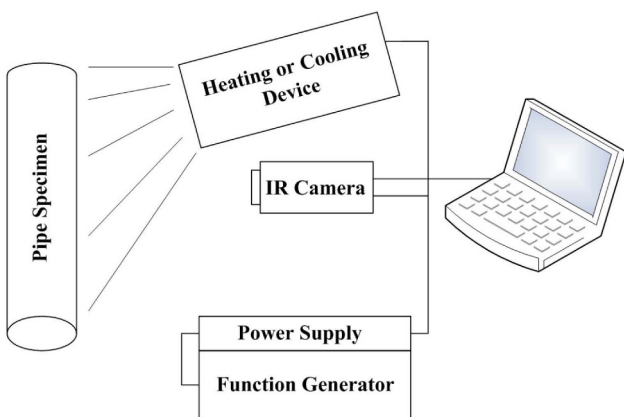 Heating or Cooling
Device
Pipe Specimen
IR Camera
Power Supply
Function Generator